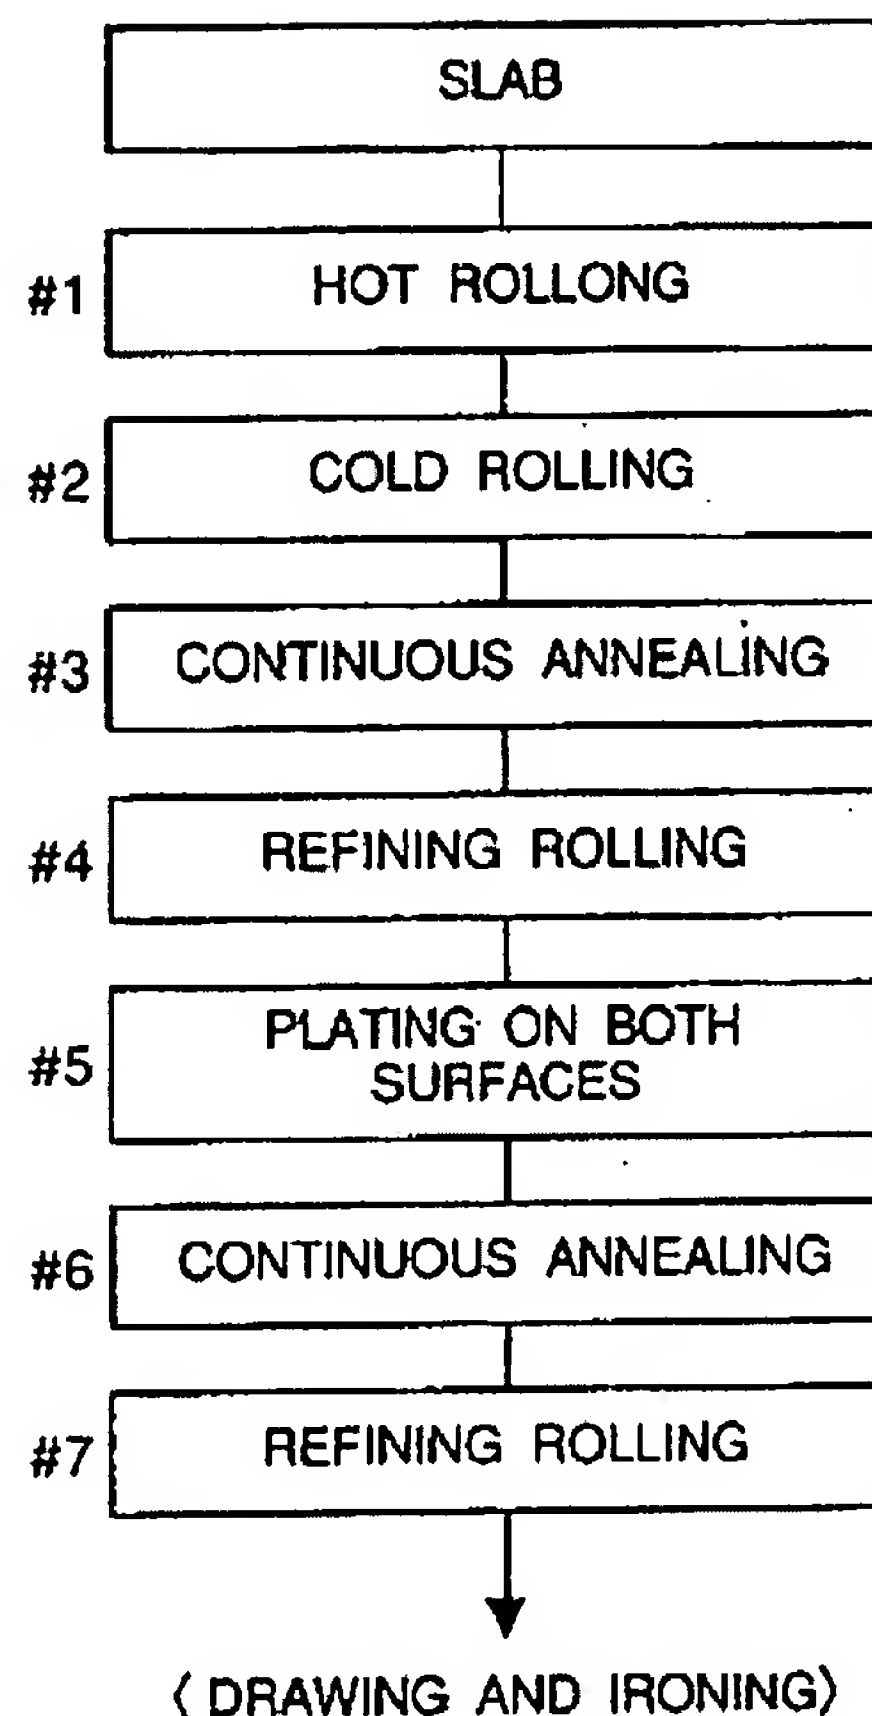 SLAB
#1 HOT ROLLONG
#2 COLD ROLLING
#3 CONTINUOUS ANNEALING
#4 REFINING ROLLING
#5 PLATING ON BOTH
SURFACES
#6 CONTINUOUS ANNEALING
#7 REFINING ROLLING
〈 DRAWING AND IRONING〉